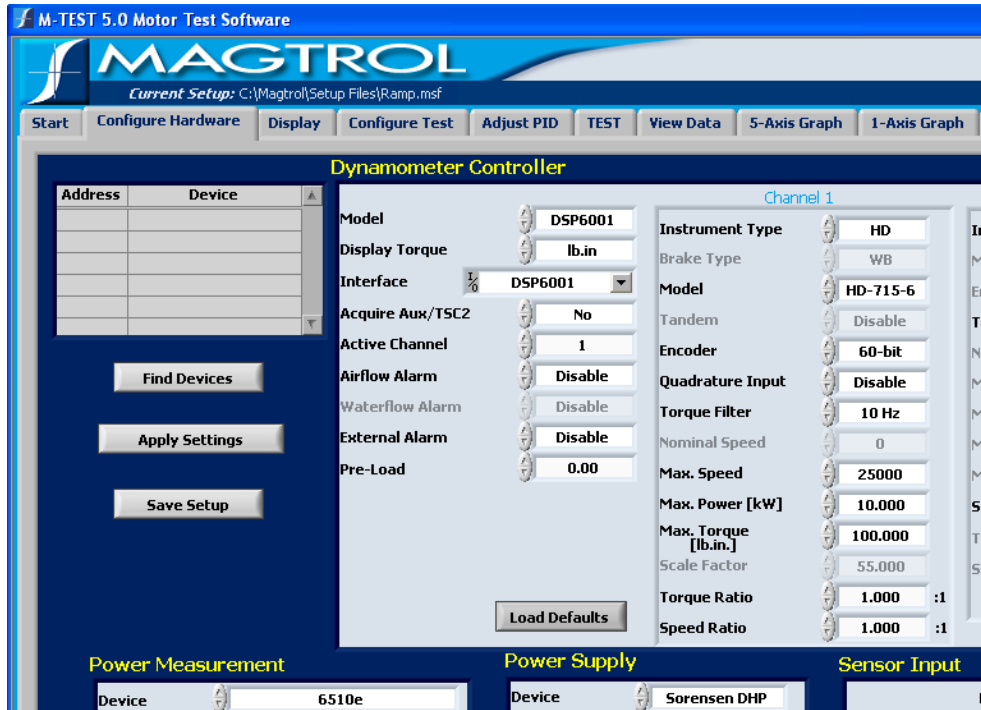 M-TEST 5.0 Motor Test Software
MAGTROL
Current Setup: C:\Magtrol\Setup Files\Ramp.msf
Start Configure Hardware Display Configure Test Adjust PID TEST View Data 5-Axis Graph 1-Axis Graph
Dynamometer Controller
Address Device
Find Devices
Apply Settings
Save Setup
Model DSP6001
Display Torque lb.in
Interface I/O DSP6001
Acquire Aux/TSC2 No
Active Channel 1
Airflow Alarm Disable
Waterflow Alarm Disable
External Alarm Disable
Pre-Load 0.00
Load Defaults
Channel 1
Instrument Type HD
Brake Type WB
Model HD-715-6
Tandem Disable
Encoder 60-bit
Quadrature Input Disable
Torque Filter 10 Hz
Nominal Speed 0
Max. Speed 25000
Max. Power [kW] 10.000
Max. Torque
[lb.in.] 100.000
Scale Factor 55.000
Torque Ratio 1.000 :1
Speed Ratio 1.000 :1
Power Measurement
Device 6510e
Power Supply
Device Sorensen DHP
Sensor Input